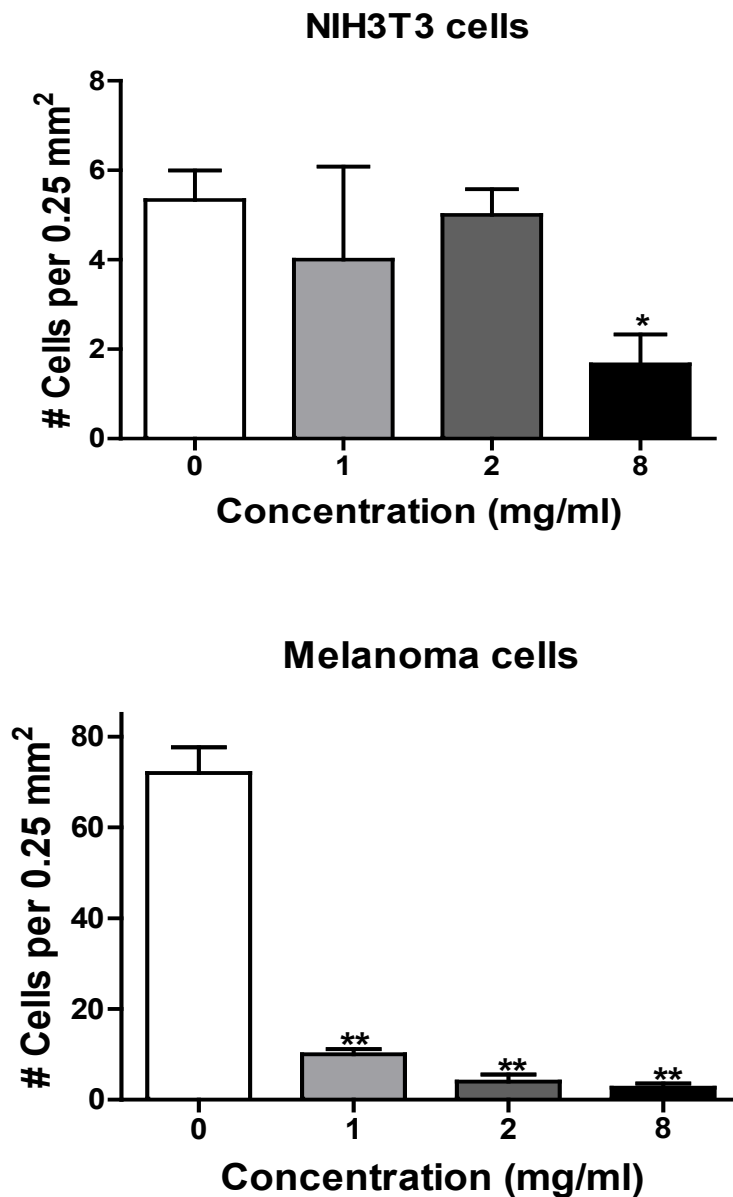 NIH3T3 cells
8
6
4
2
0
# Cells per 0.25 mm²
*
0 1 2 8
Concentration (mg/ml)
Melanoma cells
80
60
40
20
0
# Cells per 0.25 mm²
** ** **
0 1 2 8
Concentration (mg/ml)